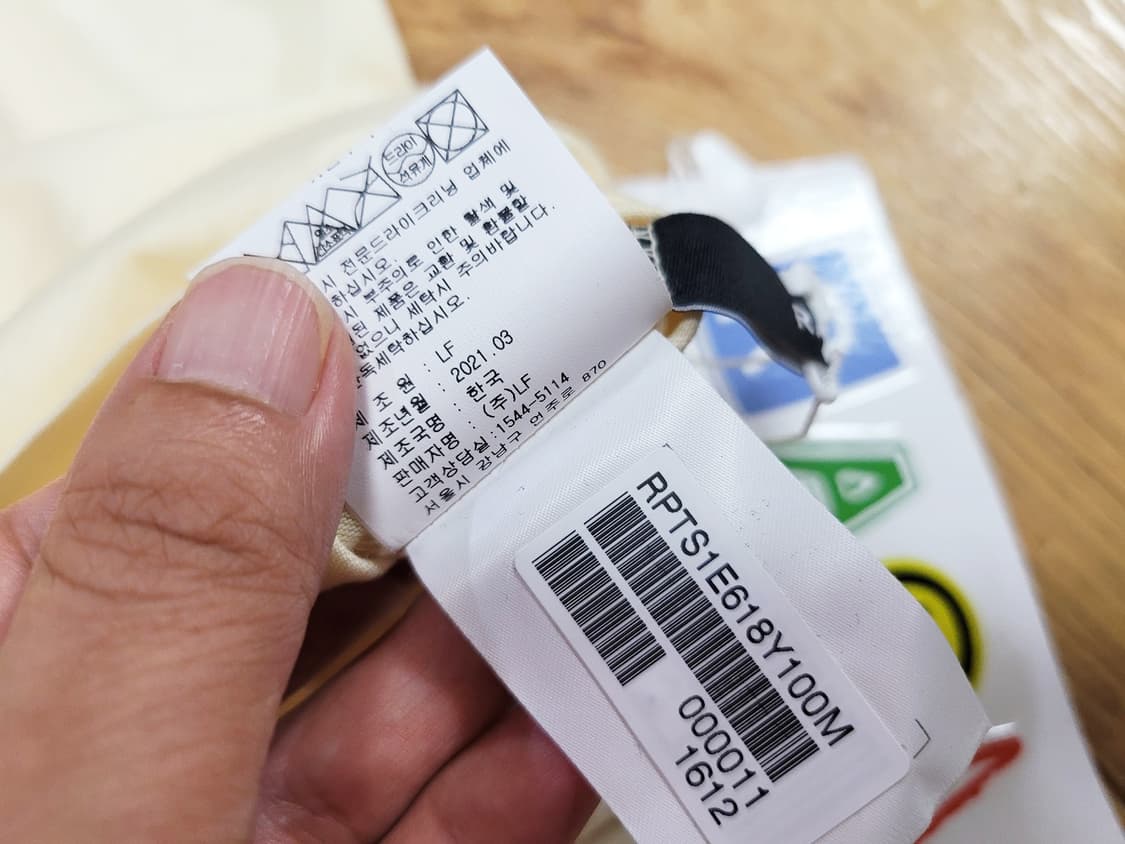 드라이
석유계
시 전문드라이크리닝 업체에
하십시오.
시 부주의로 인한 탈색 및
된 제품은 교환 및 환불할
없으니 세탁시 주의바랍니다.
독세탁하십시오.
제 조 원 : LF
제조년월 : 2021.03
제조국명 : 한국
판매자명 : (주)LF
고객상담실:1544-5114
서울시 강남구 언주로 870
RPTS1E618Y100M
000011
1612